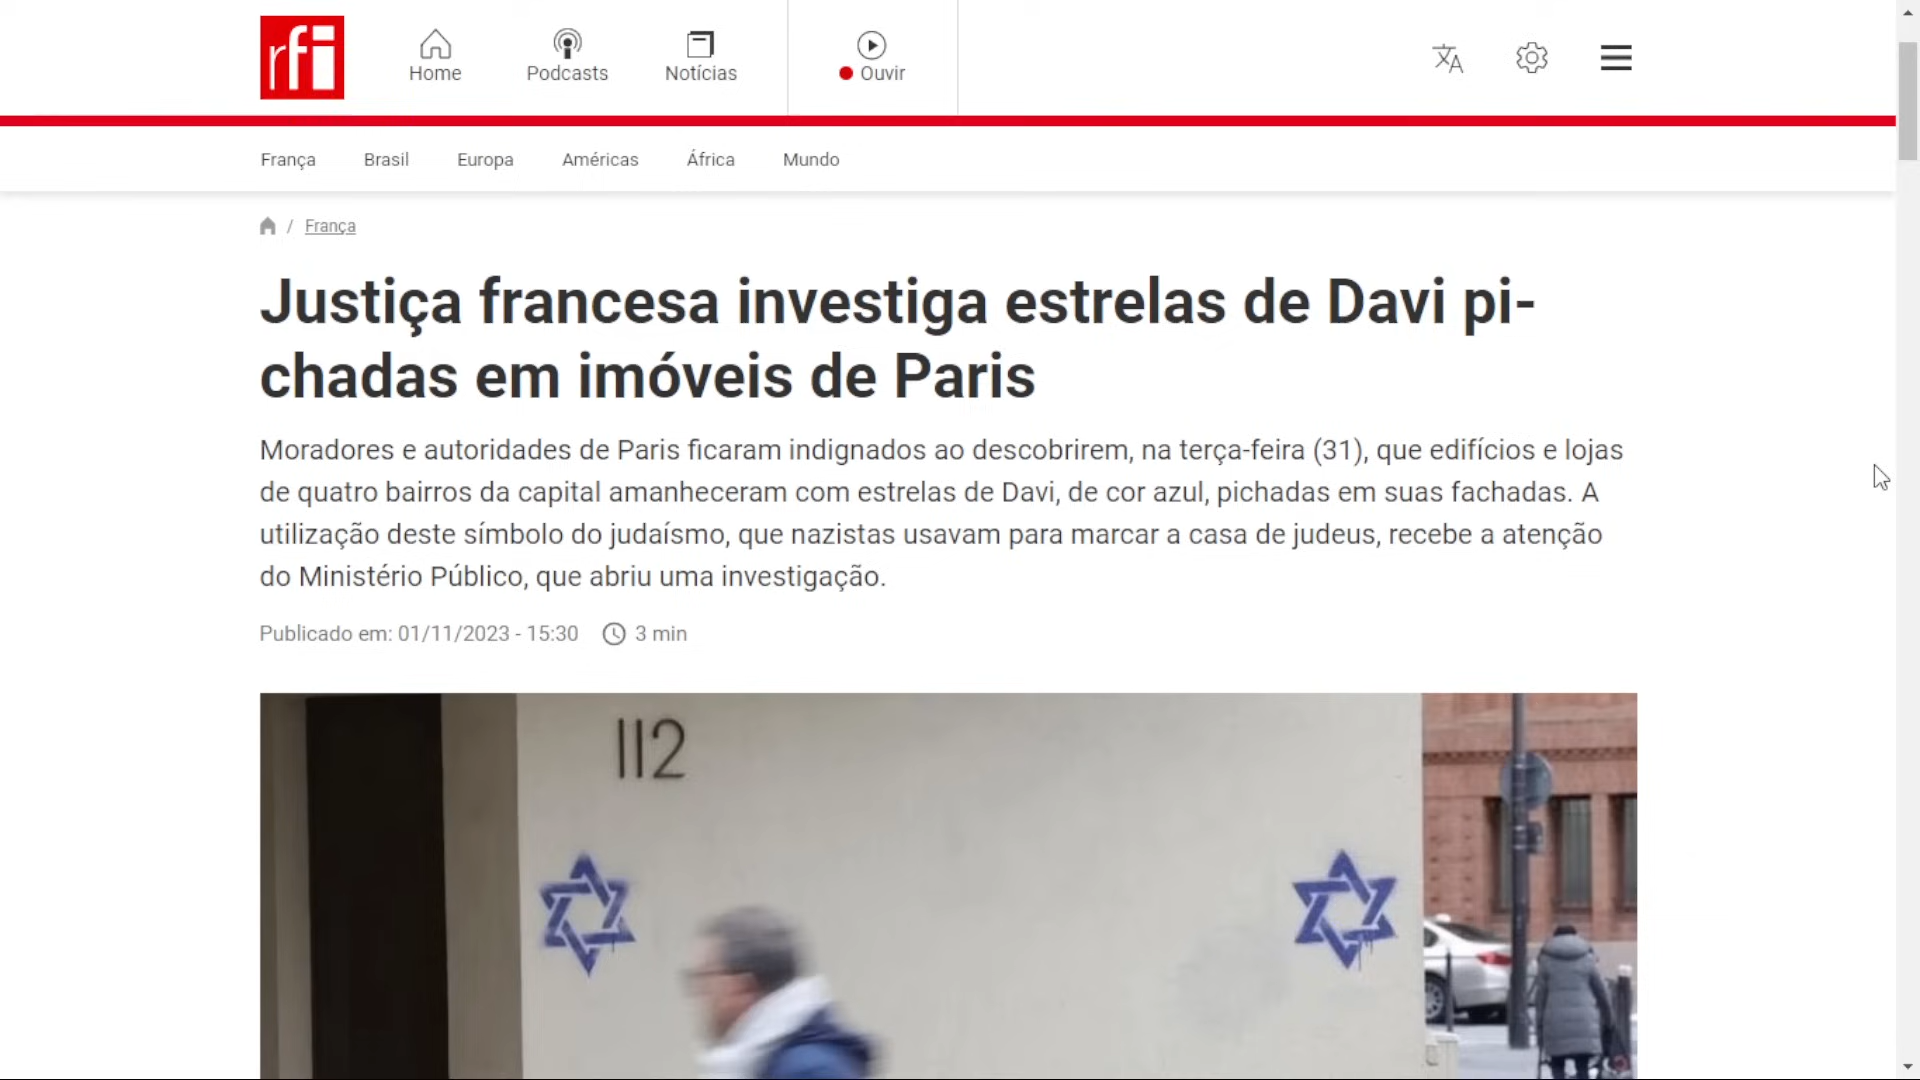 rfi
Home
Podcasts
Notícias
Ouvir
França
Brasil
Europa
Américas
África
Mundo
/ França
Justiça francesa investiga estrelas de Davi pi-
chadas em imóveis de Paris
Moradores e autoridades de Paris ficaram indignados ao descobrirem, na terça-feira (31), que edifícios e lojas
de quatro bairros da capital amanheceram com estrelas de Davi, de cor azul, pichadas em suas fachadas. A
utilização deste símbolo do judaísmo, que nazistas usavam para marcar a casa de judeus, recebe a atenção
do Ministério Público, que abriu uma investigação.
Publicado em: 01/11/2023 - 15:30 3 min
112